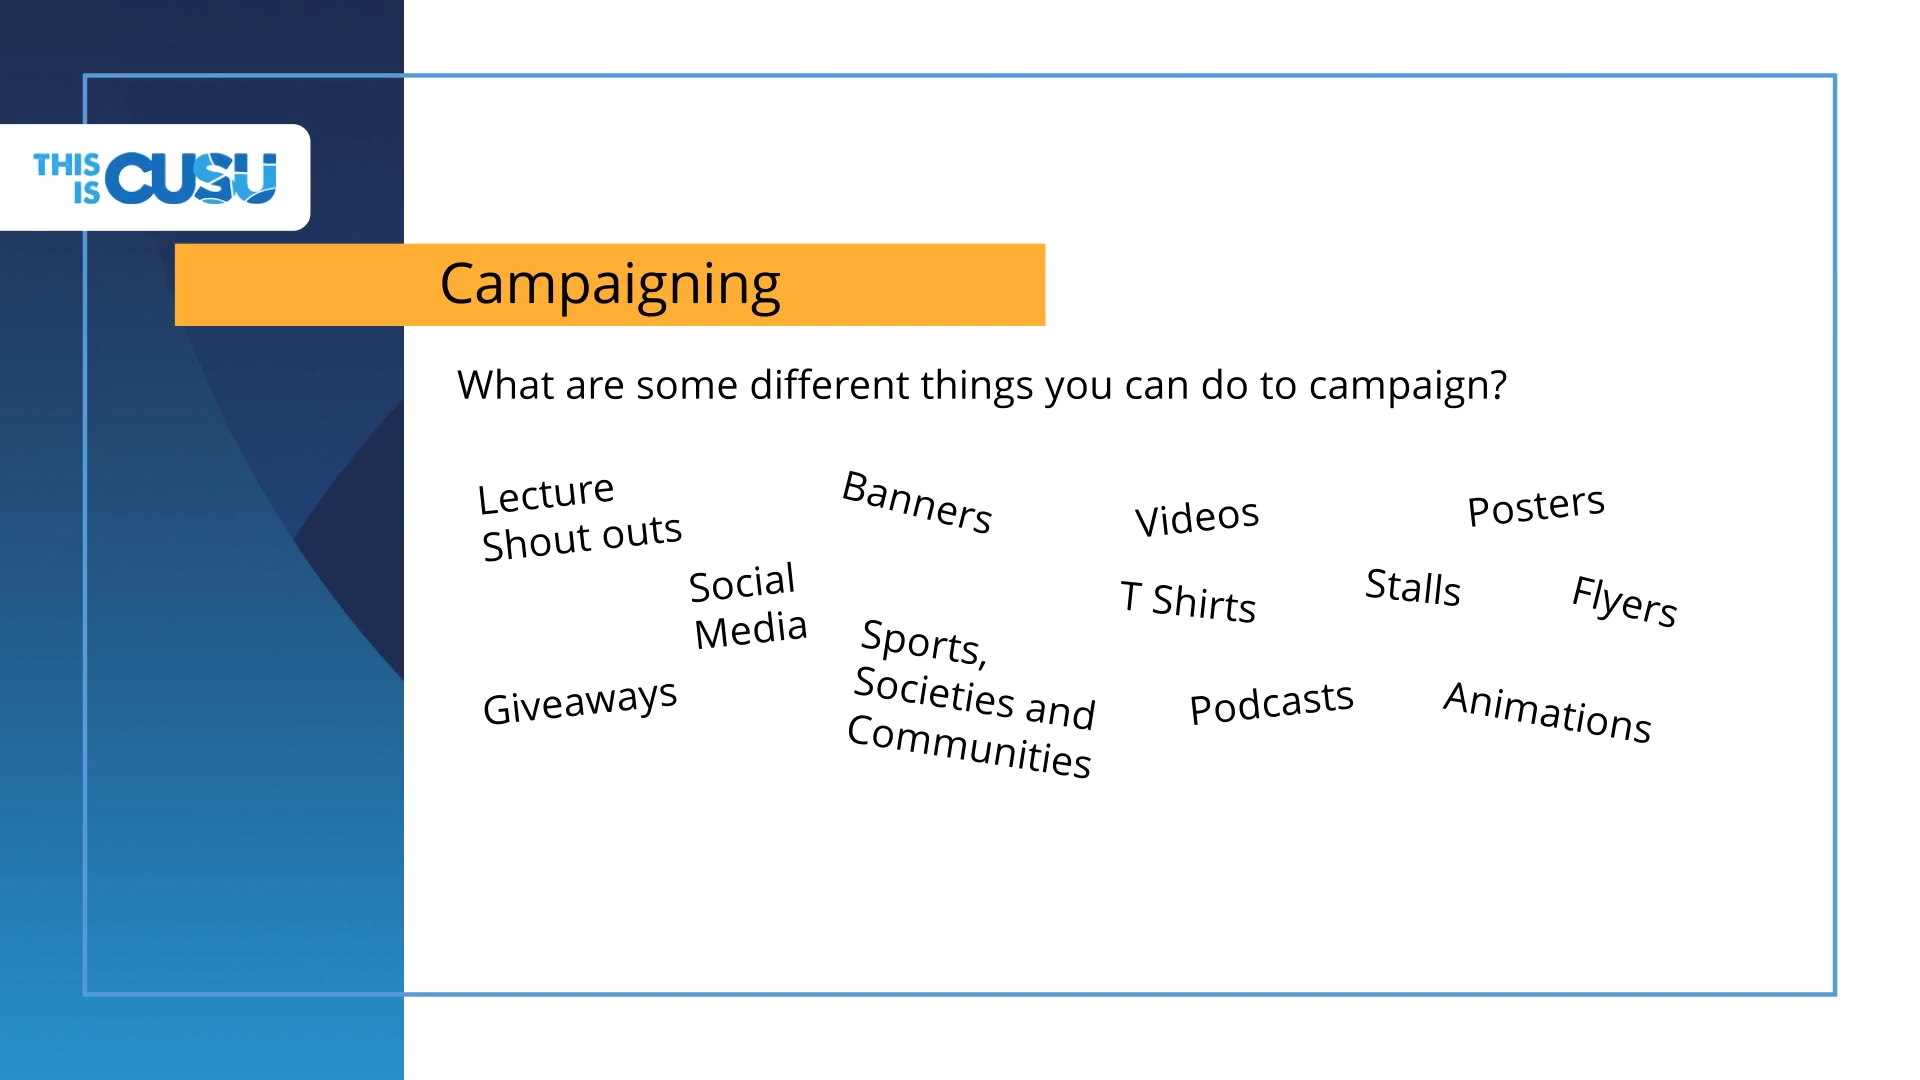 THIS
IS
CUSU
Campaigning
What are some different things you can do to campaign?
Lecture
Shout outs
Banners
Videos
Posters
Social
Media
T Shirts
Stalls
Flyers
Giveaways
Sports,
Societies and
Communities
Podcasts
Animations